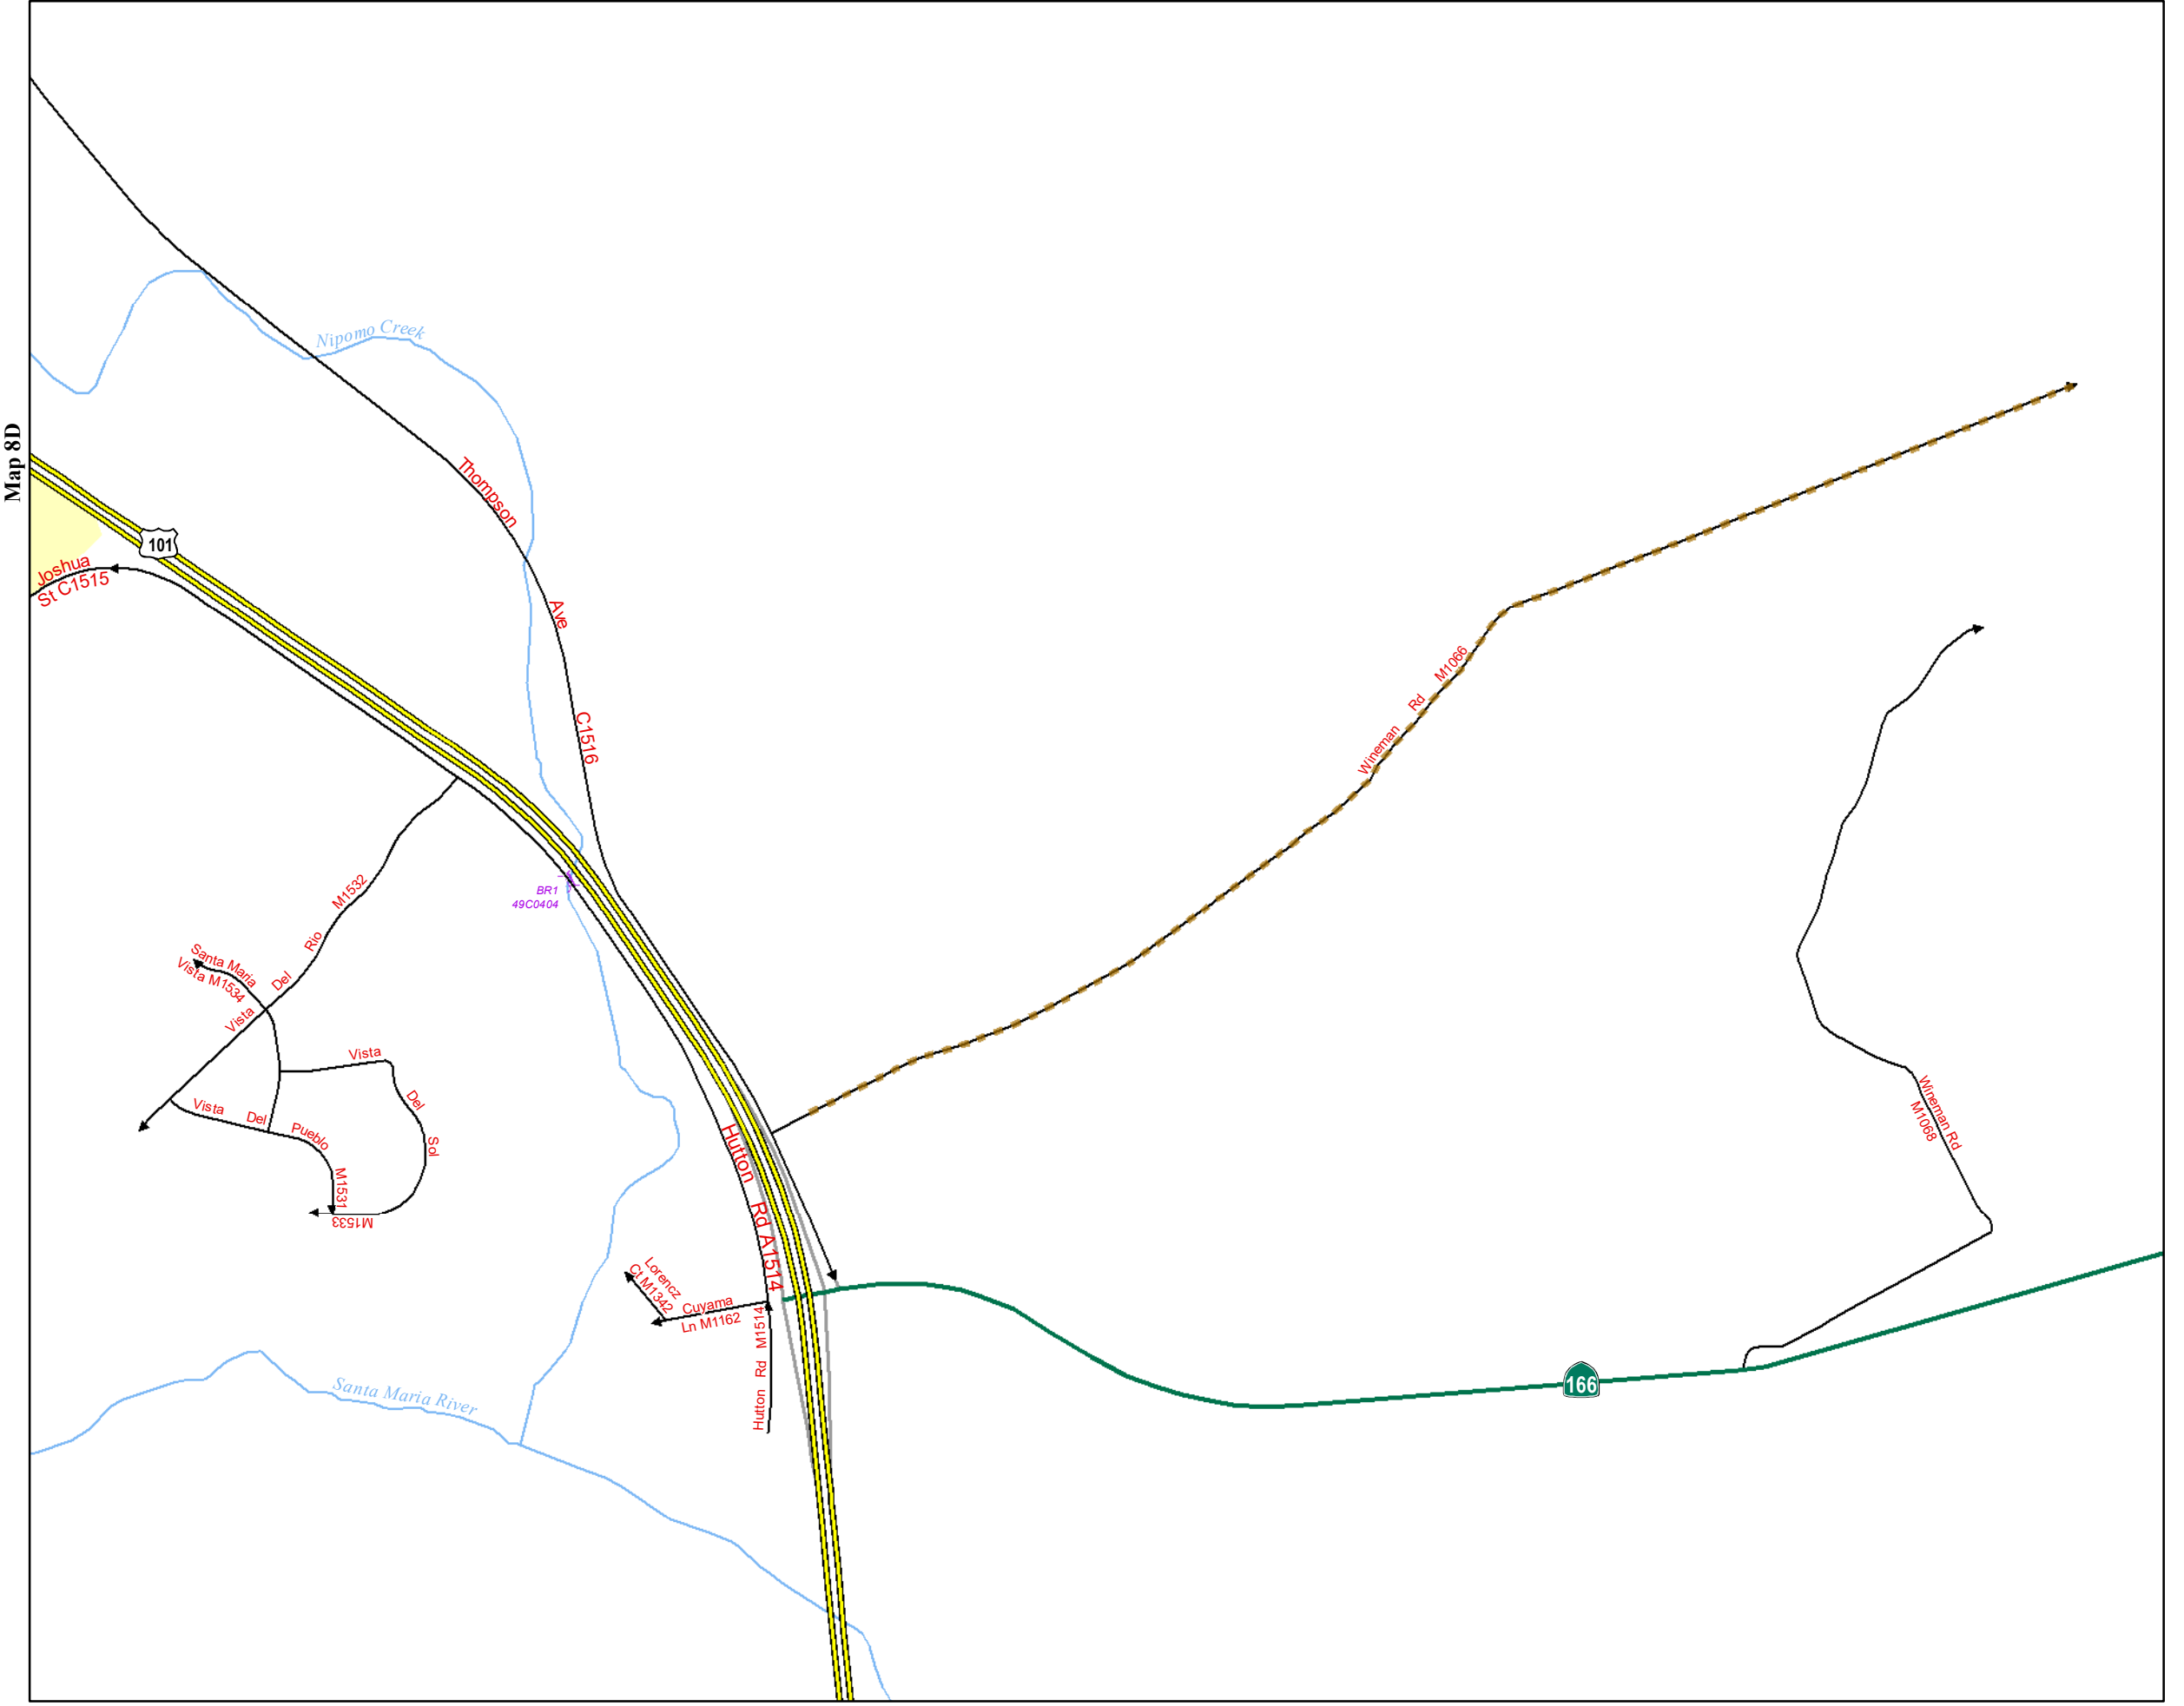 Map 8D
Nipomo Creek
Thompson Ave C1516
101
Joshua
St C1515
Wineman Rd M1066
BR1
49C0404
Vista Del Rio M1532
Santa Maria
Vista M1534
Vista Del Sol M1533
Vista Del Pueblo M1531
Wineman Rd
M1068
Hutton Rd A1514
Lorencz
Ct M1342
Cuyama
Ln M1162
Hutton Rd M1514
166
Santa Maria River